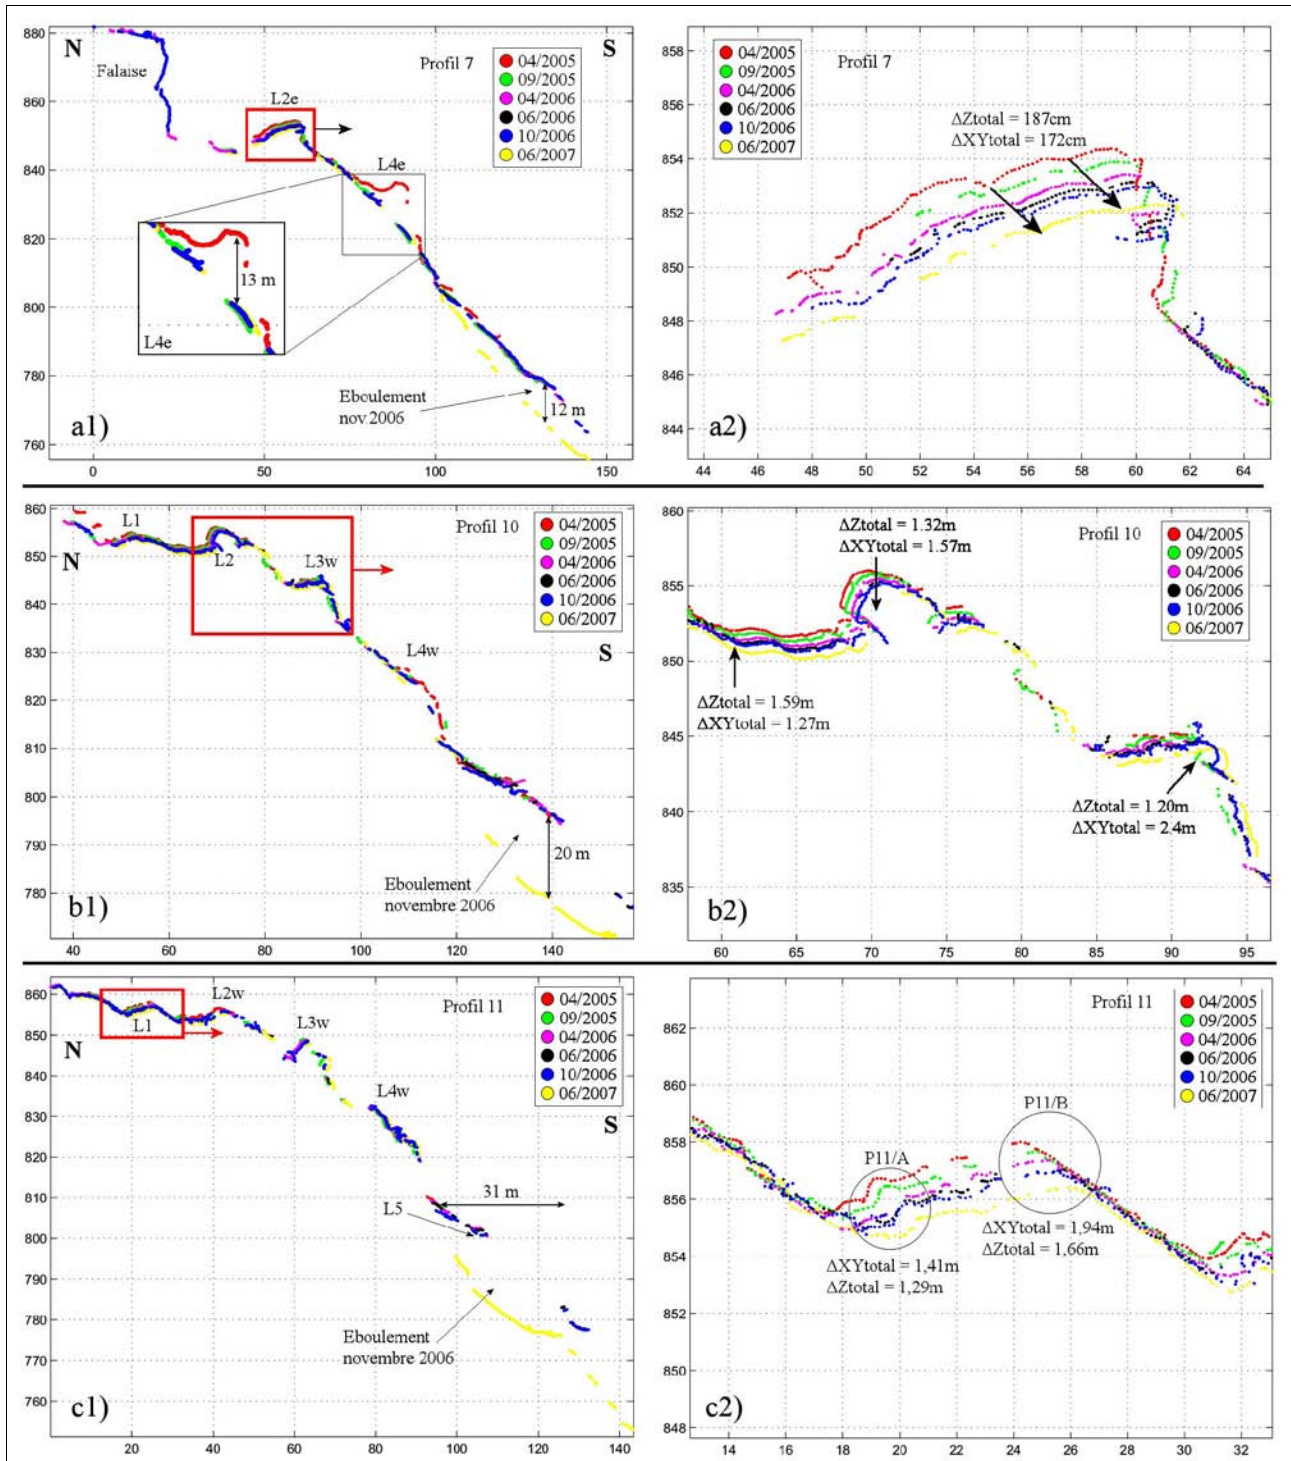 N
S
Profil 7
04/2005
09/2005
04/2006
06/2006
10/2006
06/2007
Falaise
L2e
L4e
13 m
L4e
Eboulement
nov.2006
12 m
a1)
880
860
840
820
800
780
760
0
50
100
150
Profil 7
04/2005
09/2005
04/2006
06/2006
10/2006
06/2007
ΔZtotal = 187cm
ΔXYtotal = 172cm
a2)
858
856
854
852
850
848
846
844
44
46
48
50
52
54
56
58
60
62
64
Profil 10
04/2005
09/2005
04/2006
06/2006
10/2006
06/2007
N
S
L1
L2
L3w
L4w
20 m
Eboulement
novembre 2006
b1)
860
850
840
830
820
810
800
790
780
40
60
80
100
120
140
Profil 10
04/2005
09/2005
04/2006
06/2006
10/2006
06/2007
ΔZtotal = 1.32m
ΔXYtotal = 1.57m
ΔZtotal = 1.59m
ΔXYtotal = 1.27m
ΔZtotal = 1.20m
ΔXYtotal = 2.4m
b2)
860
855
850
845
840
835
60
65
70
75
80
85
90
95
Profil 11
04/2005
09/2005
04/2006
06/2006
10/2006
06/2007
N
S
L1
L2w
L3w
L4w
L5
31 m
Eboulement
novembre 2006
c1)
860
850
840
830
820
810
800
790
780
770
760
0
20
40
60
80
100
120
140
Profil 11
04/2005
09/2005
04/2006
06/2006
10/2006
06/2007
P11/A
P11/B
ΔXYtotal = 1,94m
ΔZtotal = 1,66m
ΔXYtotal = 1,41m
ΔZtotal = 1,29m
c2)
862
860
858
856
854
852
850
848
14
16
18
20
22
24
26
28
30
32